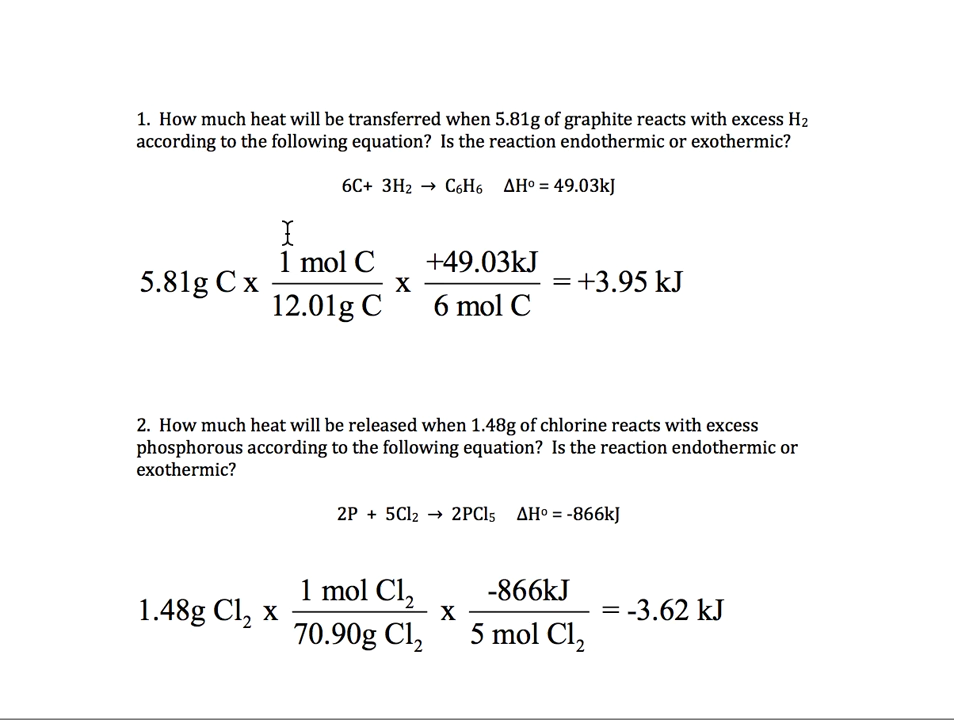 1. How much heat will be transferred when 5.81g of graphite reacts with excess H₂
according to the following equation? Is the reaction endothermic or exothermic?
6C+ 3H₂ → C₆H₆ ΔHº = 49.03kJ
5.81g C x 1 mol C / 12.01g C x +49.03kJ / 6 mol C = +3.95 kJ
2. How much heat will be released when 1.48g of chlorine reacts with excess
phosphorous according to the following equation? Is the reaction endothermic or
exothermic?
2P + 5Cl₂ → 2PCl₅ ΔHº = -866kJ
1.48g Cl₂ x 1 mol Cl₂ / 70.90g Cl₂ x -866kJ / 5 mol Cl₂ = -3.62 kJ